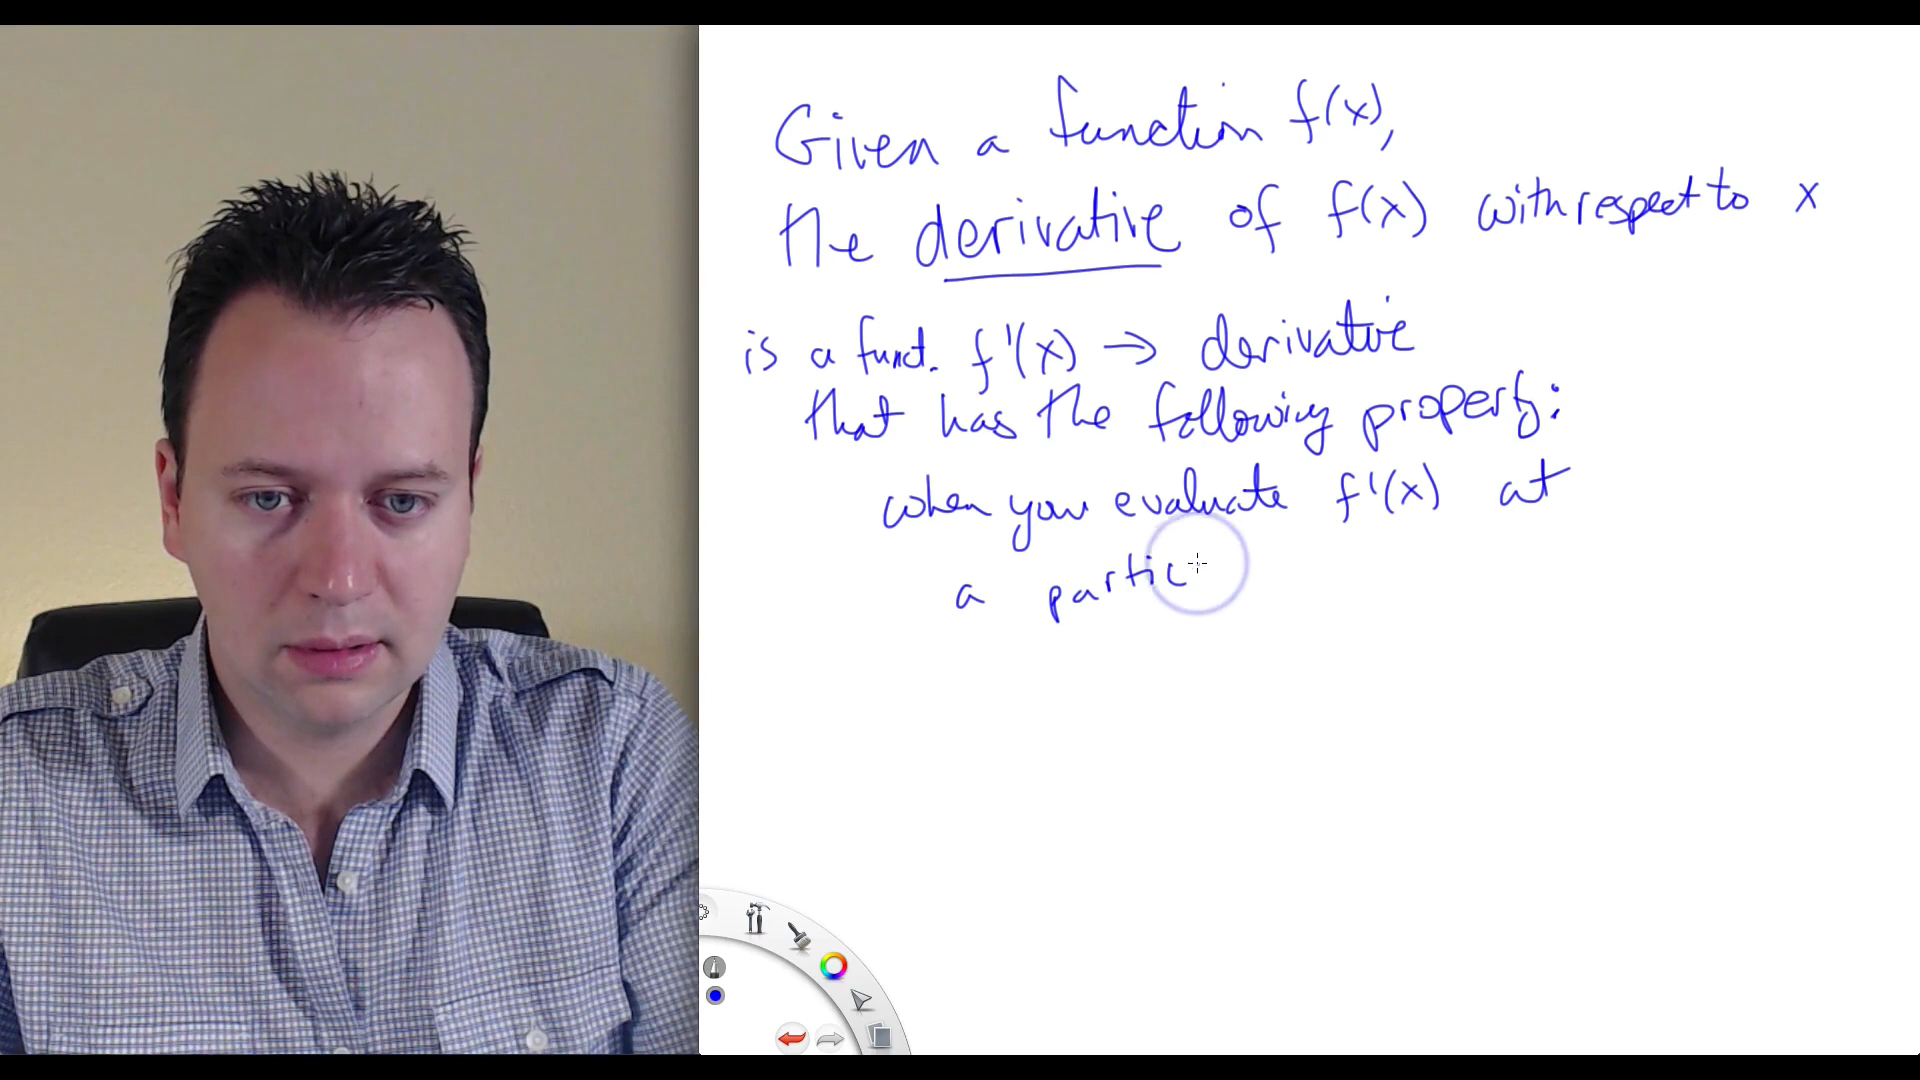 Given a function f(x),
the derivative of f(x) with respect to x
is a funct. f'(x) → derivative
that has the following property:
when you evaluate f'(x) at
a partic